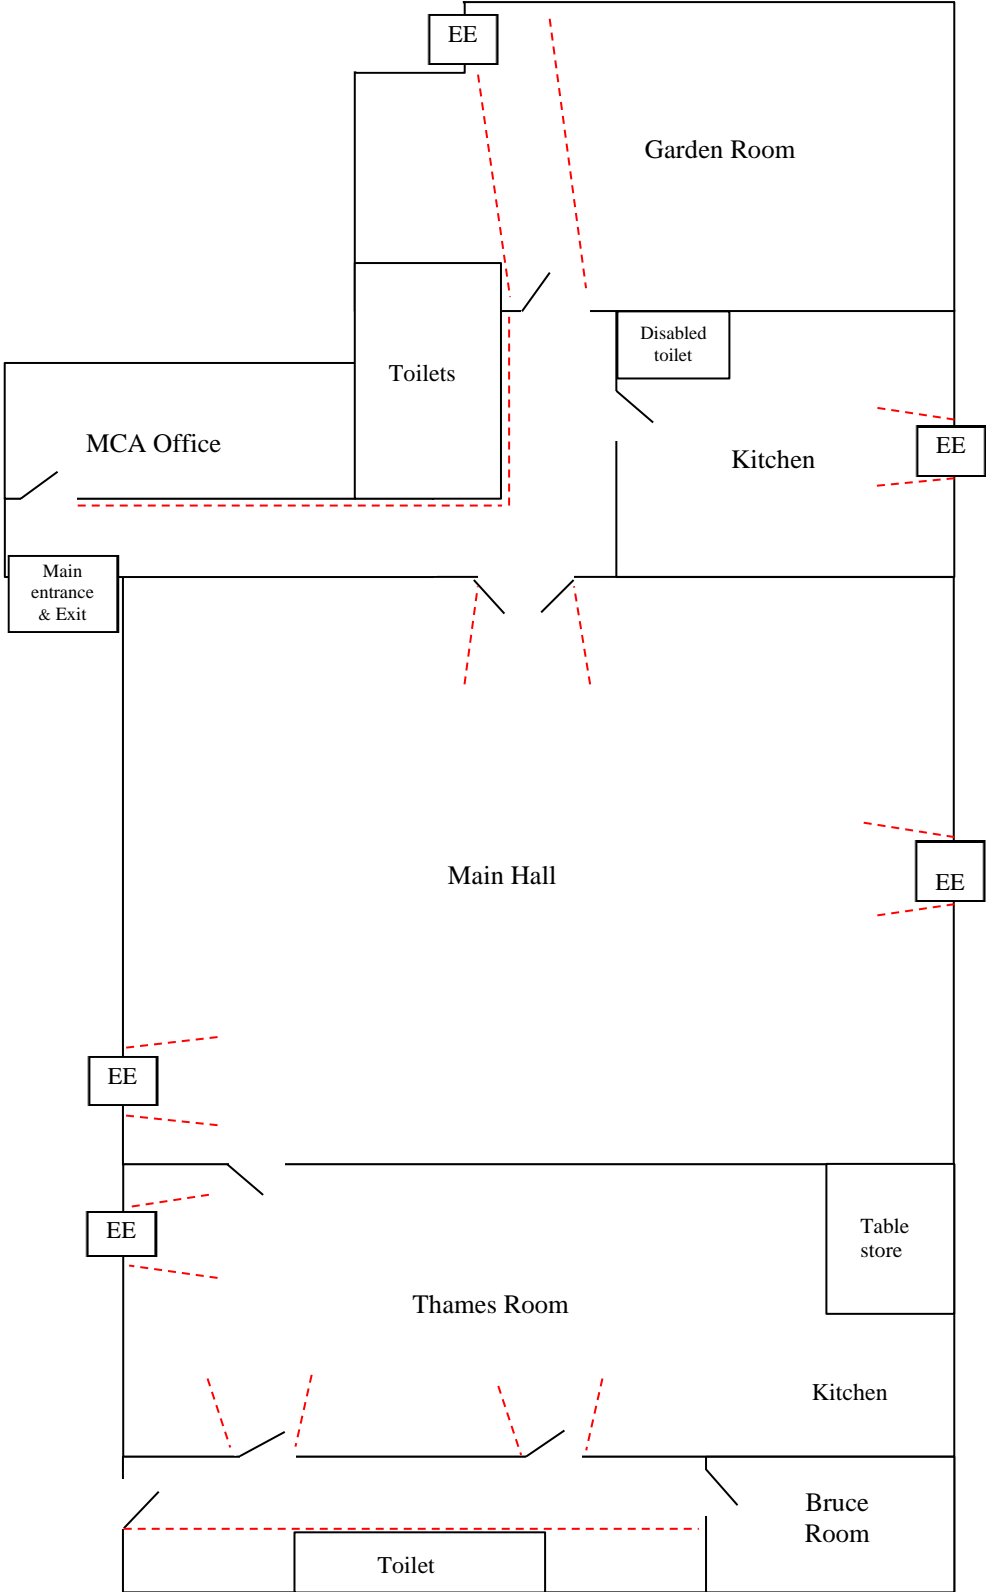 EE
Garden Room
Disabled
toilet
Toilets
MCA Office
Kitchen
EE
Main
entrance
& Exit
Main Hall
EE
EE
EE
Table
store
Thames Room
Kitchen
Bruce
Room
Toilet